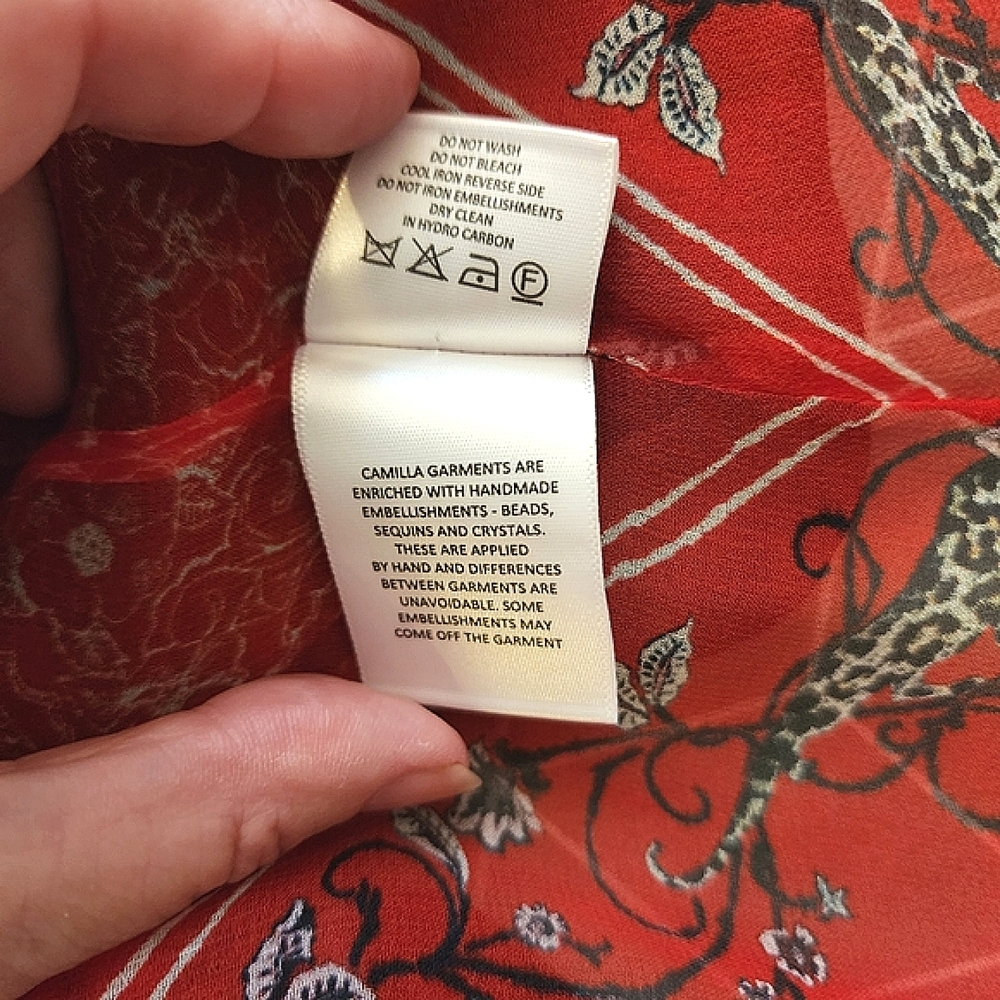 DO NOT WASH
DO NOT BLEACH
COOL IRON REVERSE SIDE
DO NOT IRON EMBELLISHMENTS
DRY CLEAN
IN HYDRO CARBON
F
CAMILLA GARMENTS ARE
ENRICHED WITH HANDMADE
EMBELLISHMENTS - BEADS,
SEQUINS AND CRYSTALS.
THESE ARE APPLIED
BY HAND AND DIFFERENCES
BETWEEN GARMENTS ARE
UNAVOIDABLE. SOME
EMBELLISHMENTS MAY
COME OFF THE GARMENT